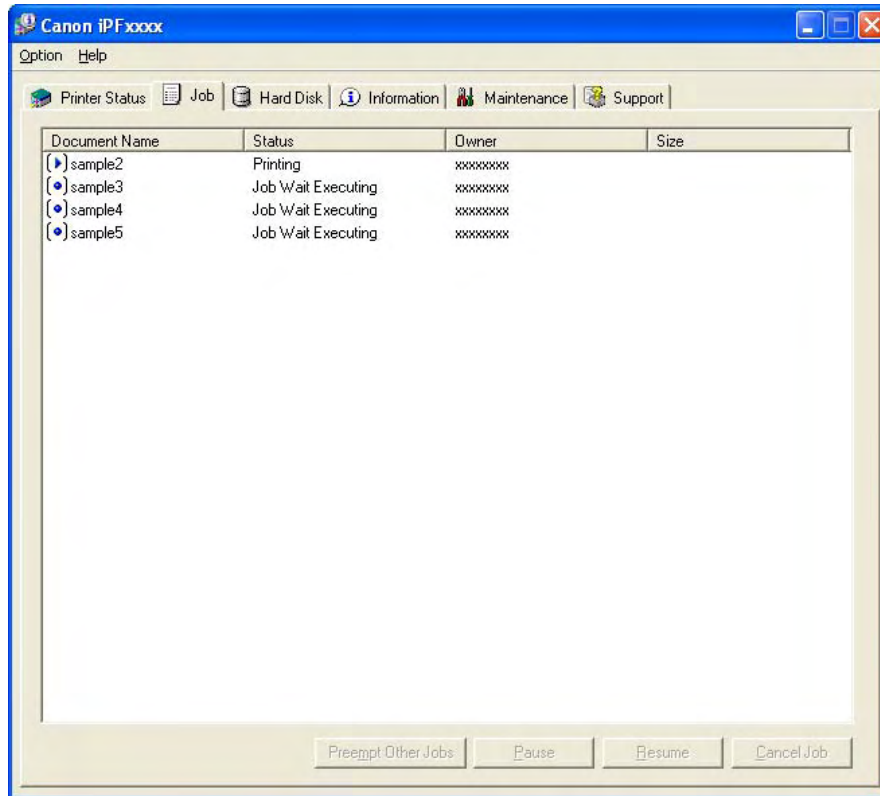 Canon iPFxxxx
Option Help
Printer Status Job Hard Disk Information Maintenance Support
Document Name Status Owner Size
sample2 Printing xxxxxxxx
sample3 Job Wait Executing xxxxxxxx
sample4 Job Wait Executing xxxxxxxx
sample5 Job Wait Executing xxxxxxxx
Preempt Other Jobs Pause Resume Cancel Job